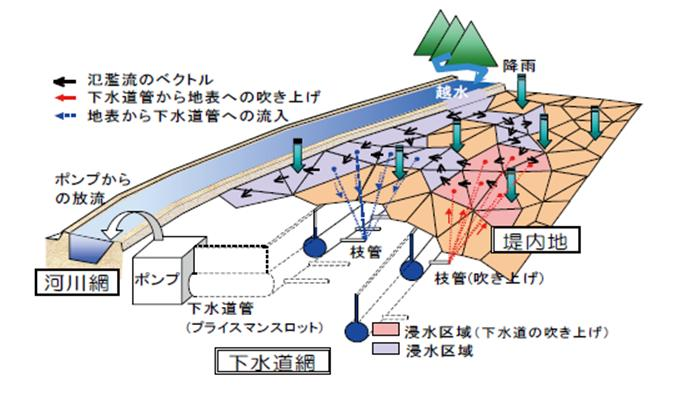 氾濫流のベクトル
下水道管から地表への吹き上げ
地表から下水道管への流入
降雨
越水
ポンプから
の放流
河川網
ポンプ
下水道管
(プライスマンスロット)
枝管
枝管(吹き上げ)
堤内地
浸水区域(下水道の吹き上げ)
浸水区域
下水道網